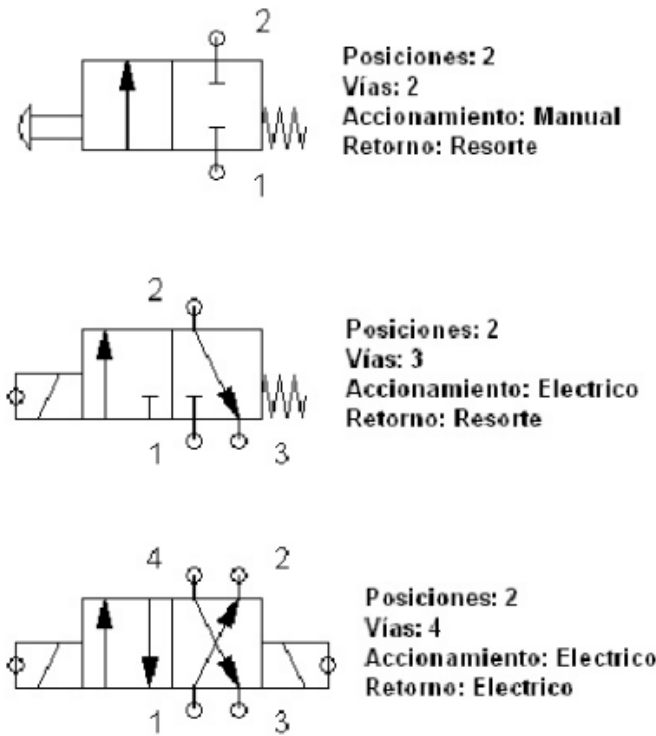 2
Posiciones: 2
Vías: 2
Accionamiento: Manual
Retorno: Resorte
1
2
Posiciones: 2
Vías: 3
Accionamiento: Electrico
Retorno: Resorte
1 3
4 2
Posiciones: 2
Vías: 4
Accionamiento: Electrico
Retorno: Electrico
1 3